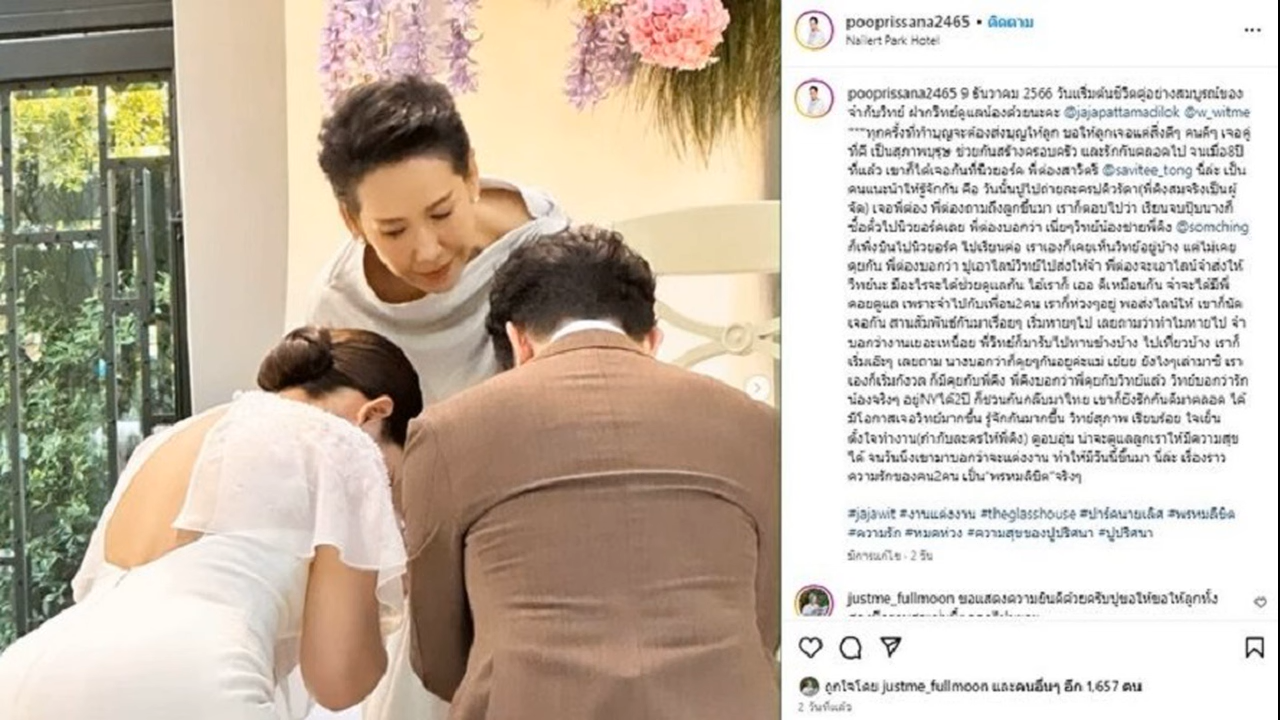 pooprissana2465 • ติดตาม
Nailert Park Hotel
pooprissana2465 9 ธันวาคม 2566 วันเริ่มต้นชีวิตคู่อย่างสมบูรณ์ของ
จ๋ากับวิทย์ ฝากวิทย์ดูแลน้องด้วยนะคะ @jajapattamadilok @w_witme
ทุกครั้งที่ทำบุญจะต้องส่งบุญให้ลูก ขอให้ลูกเจอแต่สิ่งดีๆ คนดีๆ เจอคู่
ที่ดี เป็นสุภาพบุรุษ ช่วยกันสร้างครอบครัว และรักกันตลอดไป จนเมื่อ8ปี
ที่แล้ว เขาก็ได้เจอกันที่นิวยอร์ค พี่ต๋องสาวิตรี @savitee_tong นี่ล่ะ เป็น
คนแนะนำให้รู้จักกัน คือ วันนั้นปูไปถ่ายละครปดิวรัดา(พี่คิงสมจริงเป็นผู้
จัด) เจอพี่ต๋อง พี่ต๋องถามถึงลูกขึ้นมา เราก็ตอบไปว่า เรียนจบปุ๊บนางก็
ซื้อตั๋วไปนิวยอร์คเลย พี่ต๋องบอกว่า เนี่ยๆวิทย์น้องชายพี่คิง @somching
ก็เพิ่งบินไปนิวยอร์ค ไปเรียนต่อ เราเองก็เคยเห็นวิทย์อยู่บ้าง แต่ไม่เคย
คุยกัน พี่ต๋องบอกว่า ปูเอาไลน์วิทย์ไปส่งให้จ๋า พี่ต๋องจะเอาไลน์จ๋าส่งให้
วิทย์นะ มีอะไรจะได้ช่วยดูแลกัน ไอ้เราก็ เออ ดีเหมือนกัน จ๋าจะได้มีพี่
คอยดูแล เพราะจ๋าไปกับเพื่อน2คน เราก็ห่วงๆอยู่ พอส่งไลน์ให้ เขาก็นัด
เจอกัน สานสัมพันธ์กันมาเรื่อยๆ เริ่มหายๆไป เลยถามว่าทำไมหายไป จ๋า
บอกว่างานเยอะเหนื่อย พี่วิทย์ก็มารับไปทานข้างบ้าง ไปเที่ยวบ้าง เราก็
เริ่มเอ๊ะๆ เลยถาม นางบอกว่าก็คุยๆกันอยู่ค่ะแม่ เย้ยย ยังไงๆเล่ามาซิ เรา
เองก็เริ่มกังวล ก็มีคุยกับพี่คิง พี่คิงบอกว่าพี่คุยกับวิทย์แล้ว วิทย์บอกว่ารัก
น้องจริงๆ อยู่NYได้2ปี ก็ชวนกันกลับมาไทย เขาก็ยังรักกันดีมาตลอด ได้
มีโอกาสเจอวิทย์มากขึ้น รู้จักกันมากขึ้น วิทย์สุภาพ เรียบร้อย ใจเย็น
ตั้งใจทำงาน(กำกับละครให้พี่คิง) ดูอบอุ่น น่าจะดูแลลูกเราให้มีความสุข
ได้ จนวันนึงเขามาบอกว่าจะแต่งงาน ทำให้มีวันนี้ขึ้นมา นี่ล่ะ เรื่องราว
ความรักของคน2คน เป็น"พรหมลิขิต"จริงๆ
#jajawit #งานแต่งงาน #theglasshouse #ปาร์คนายเลิศ #พรหมลิขิต
#ความรัก #หมดห่วง #ความสุขของปูปริศนา #ปูปริศนา
มีการแก้ไข · 2 วัน
justme_fullmoon ขอแสดงความยินดีด้วยครับปูขอให้ขอให้ลูกทั้ง
ถูกใจโดย justme_fullmoon และคนอื่นๆ อีก 1,657 คน
2 วันที่แล้ว